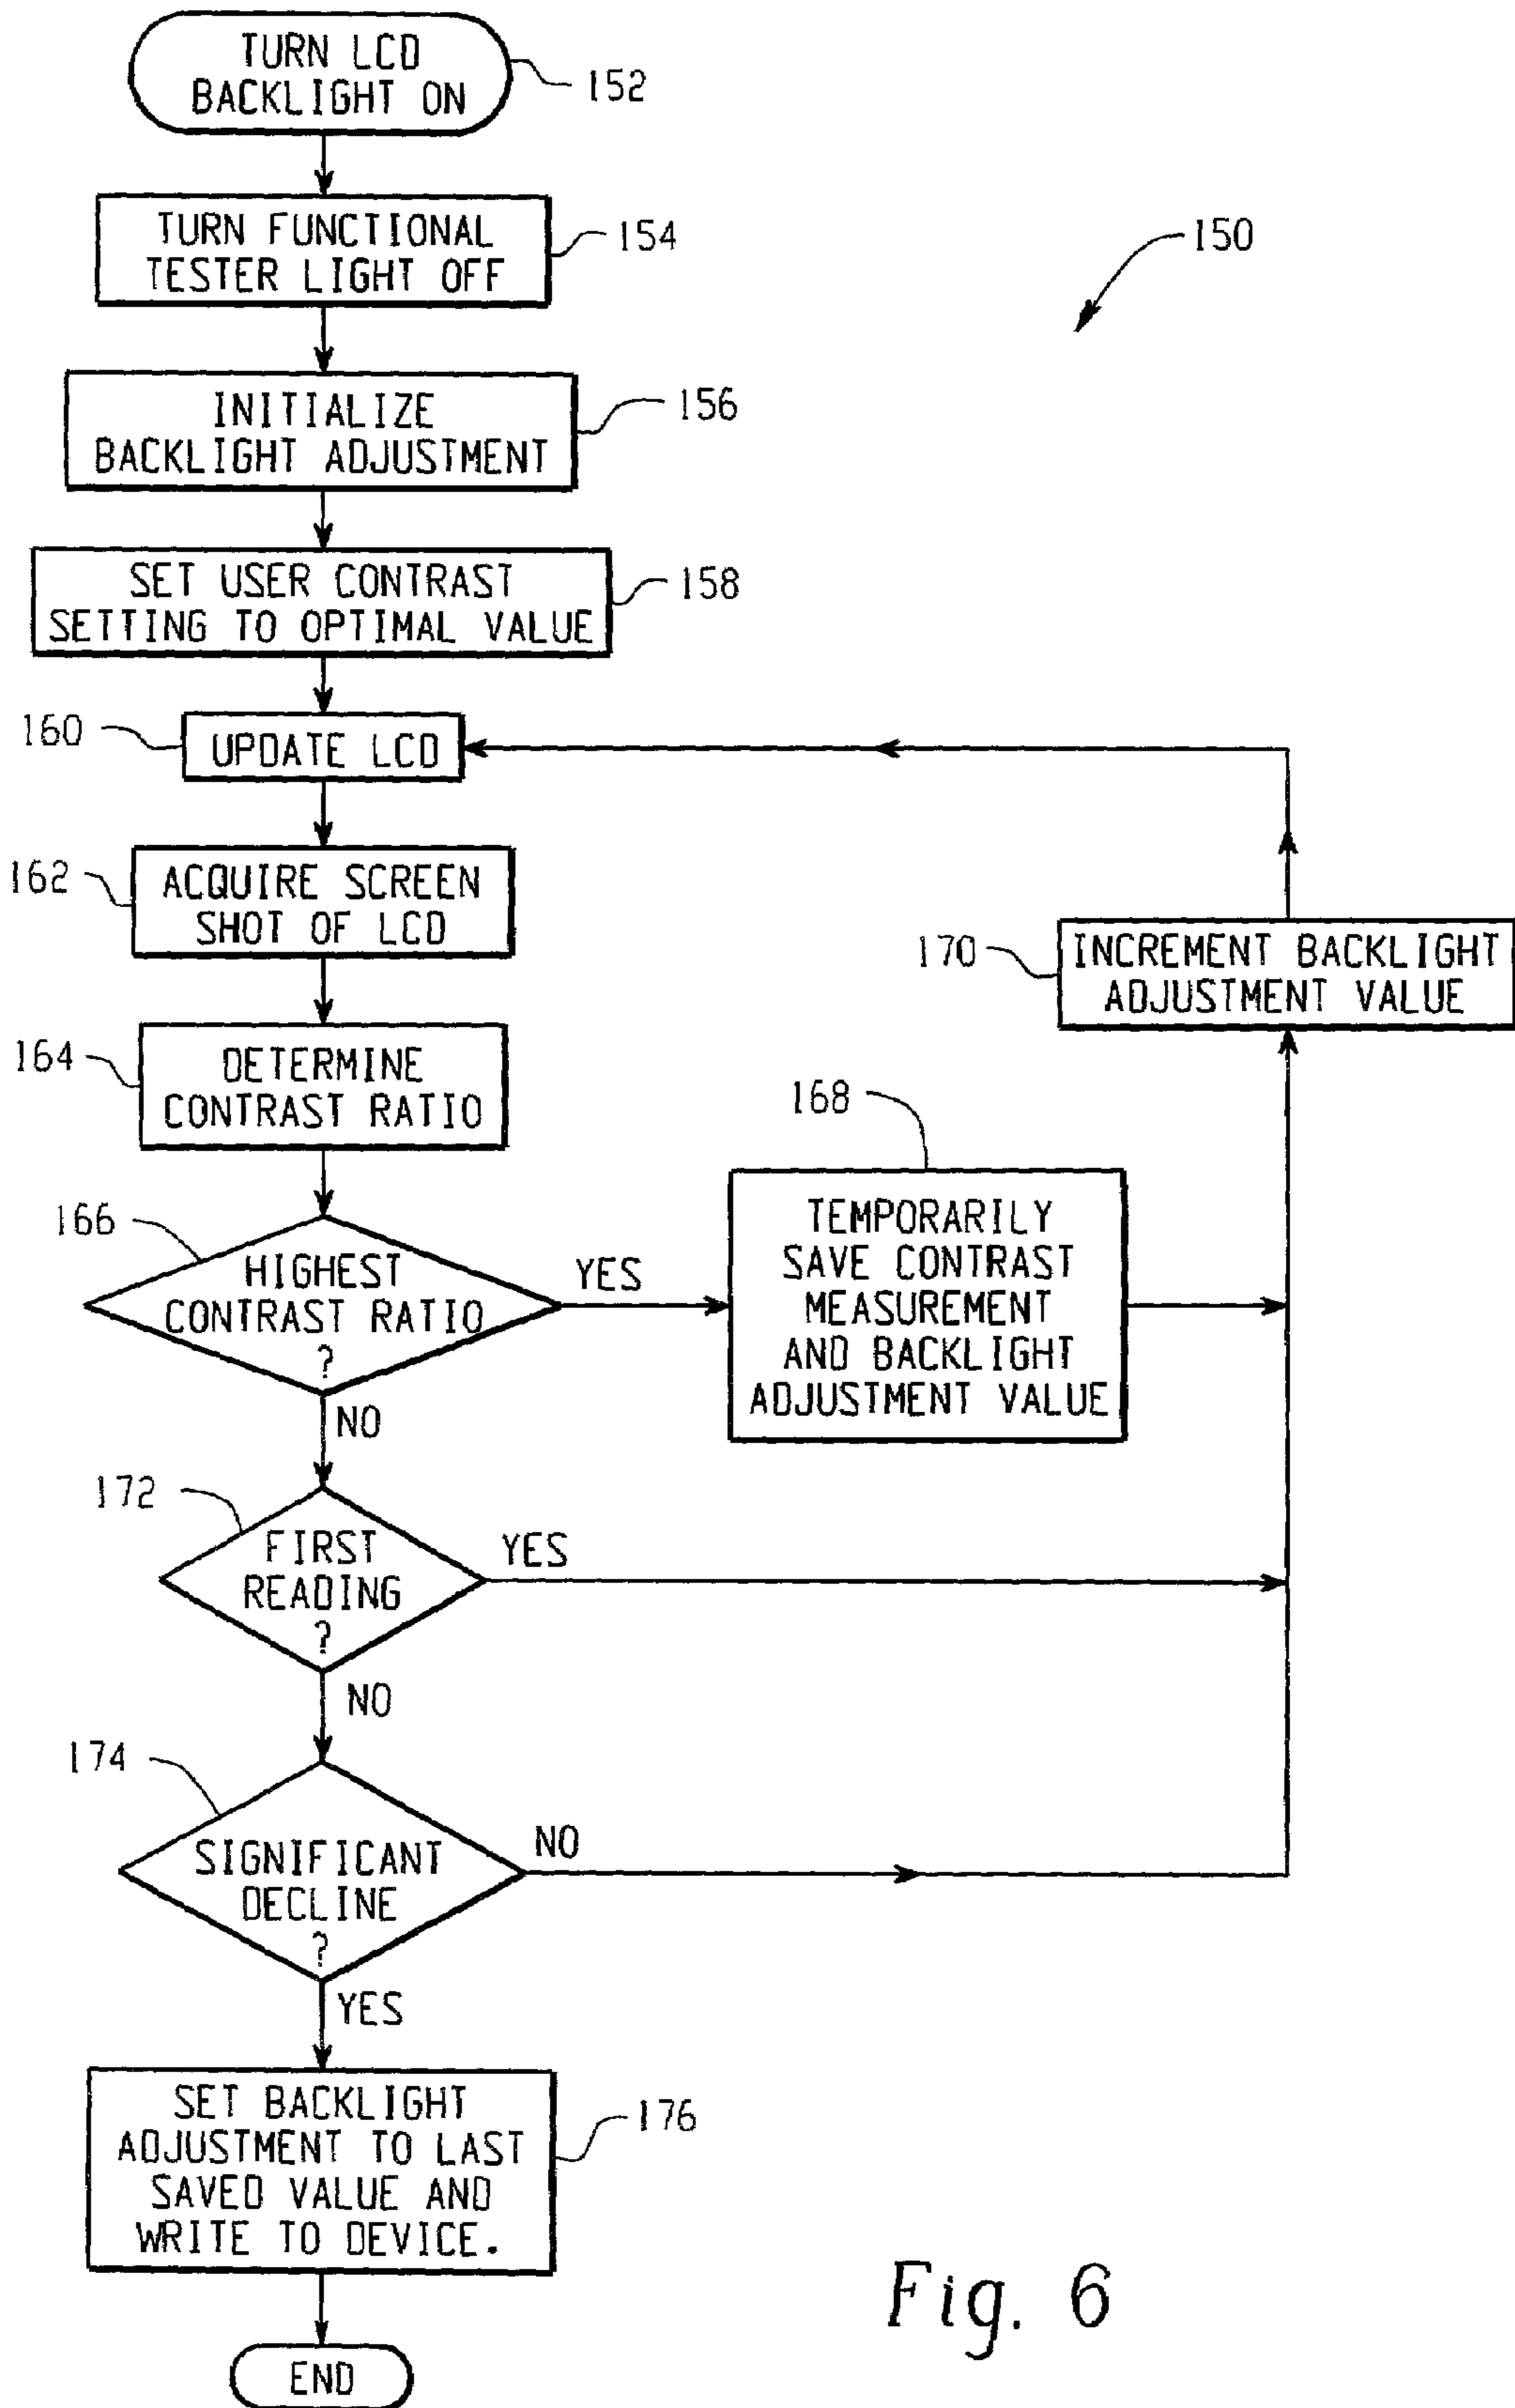 TURN LCD
BACKLIGHT ON
152
TURN FUNCTIONAL
TESTER LIGHT OFF
154
150
INITIALIZE
BACKLIGHT ADJUSTMENT
156
SET USER CONTRAST
SETTING TO OPTIMAL VALUE
158
160
UPDATE LCD
162
ACQUIRE SCREEN
SHOT OF LCD
170
INCREMENT BACKLIGHT
ADJUSTMENT VALUE
164
DETERMINE
CONTRAST RATIO
168
166
HIGHEST
CONTRAST RATIO
?
YES
TEMPORARILY
SAVE CONTRAST
MEASUREMENT
AND BACKLIGHT
ADJUSTMENT VALUE
NO
172
FIRST
READING
?
YES
NO
174
SIGNIFICANT
DECLINE
?
NO
YES
SET BACKLIGHT
ADJUSTMENT TO LAST
SAVED VALUE AND
WRITE TO DEVICE.
176
END
Fig. 6